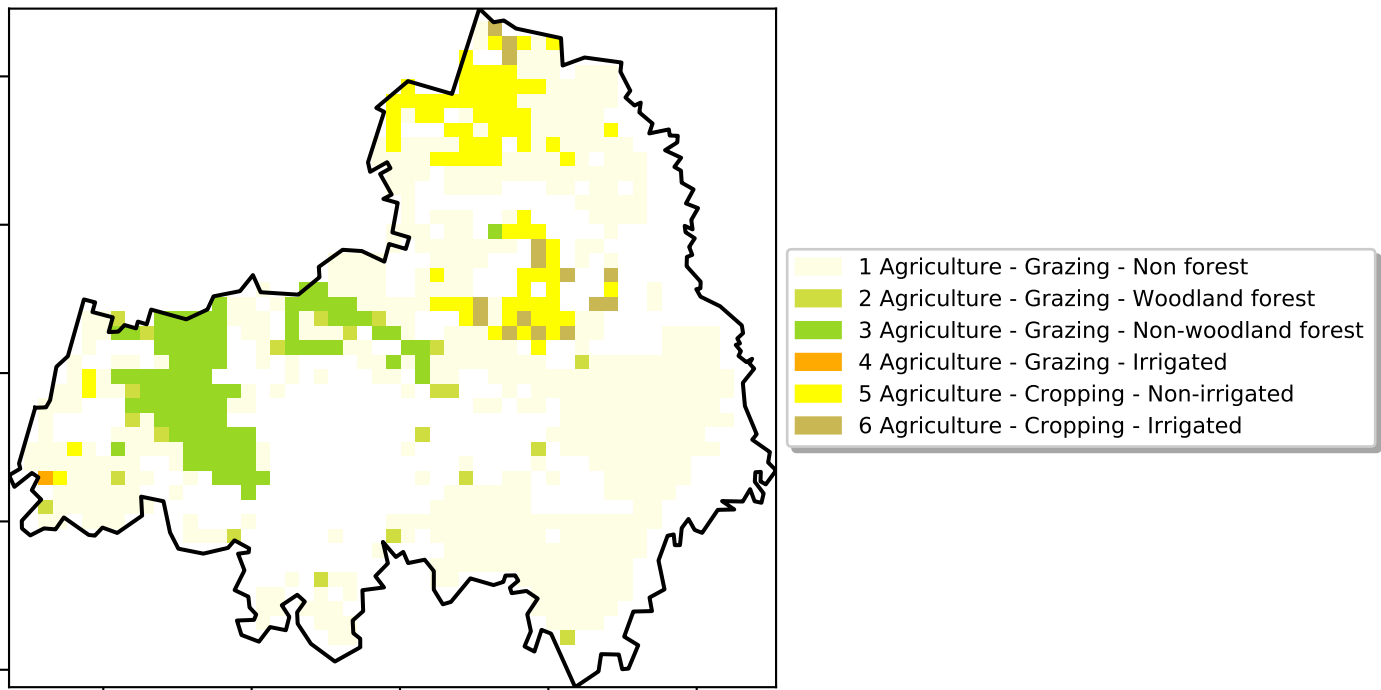 1 Agriculture - Grazing - Non forest
2 Agriculture - Grazing - Woodland forest
3 Agriculture - Grazing - Non-woodland forest
4 Agriculture - Grazing - Irrigated
5 Agriculture - Cropping - Non-irrigated
6 Agriculture - Cropping - Irrigated